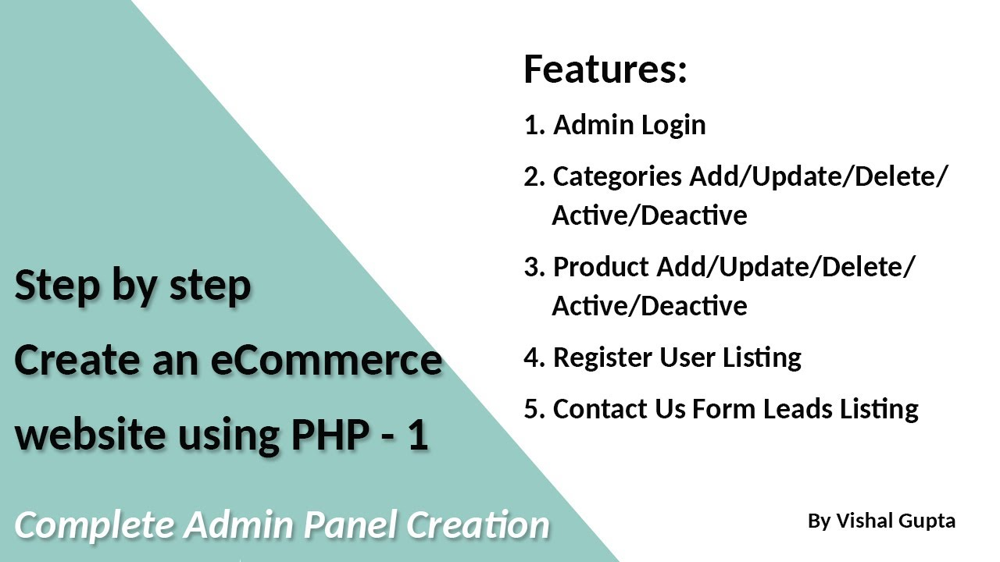 Step by step
Create an eCommerce
website using PHP - 1
Complete Admin Panel Creation
Features:
1. Admin Login
2. Categories Add/Update/Delete/
Active/Deactive
3. Product Add/Update/Delete/
Active/Deactive
4. Register User Listing
5. Contact Us Form Leads Listing
By Vishal Gupta